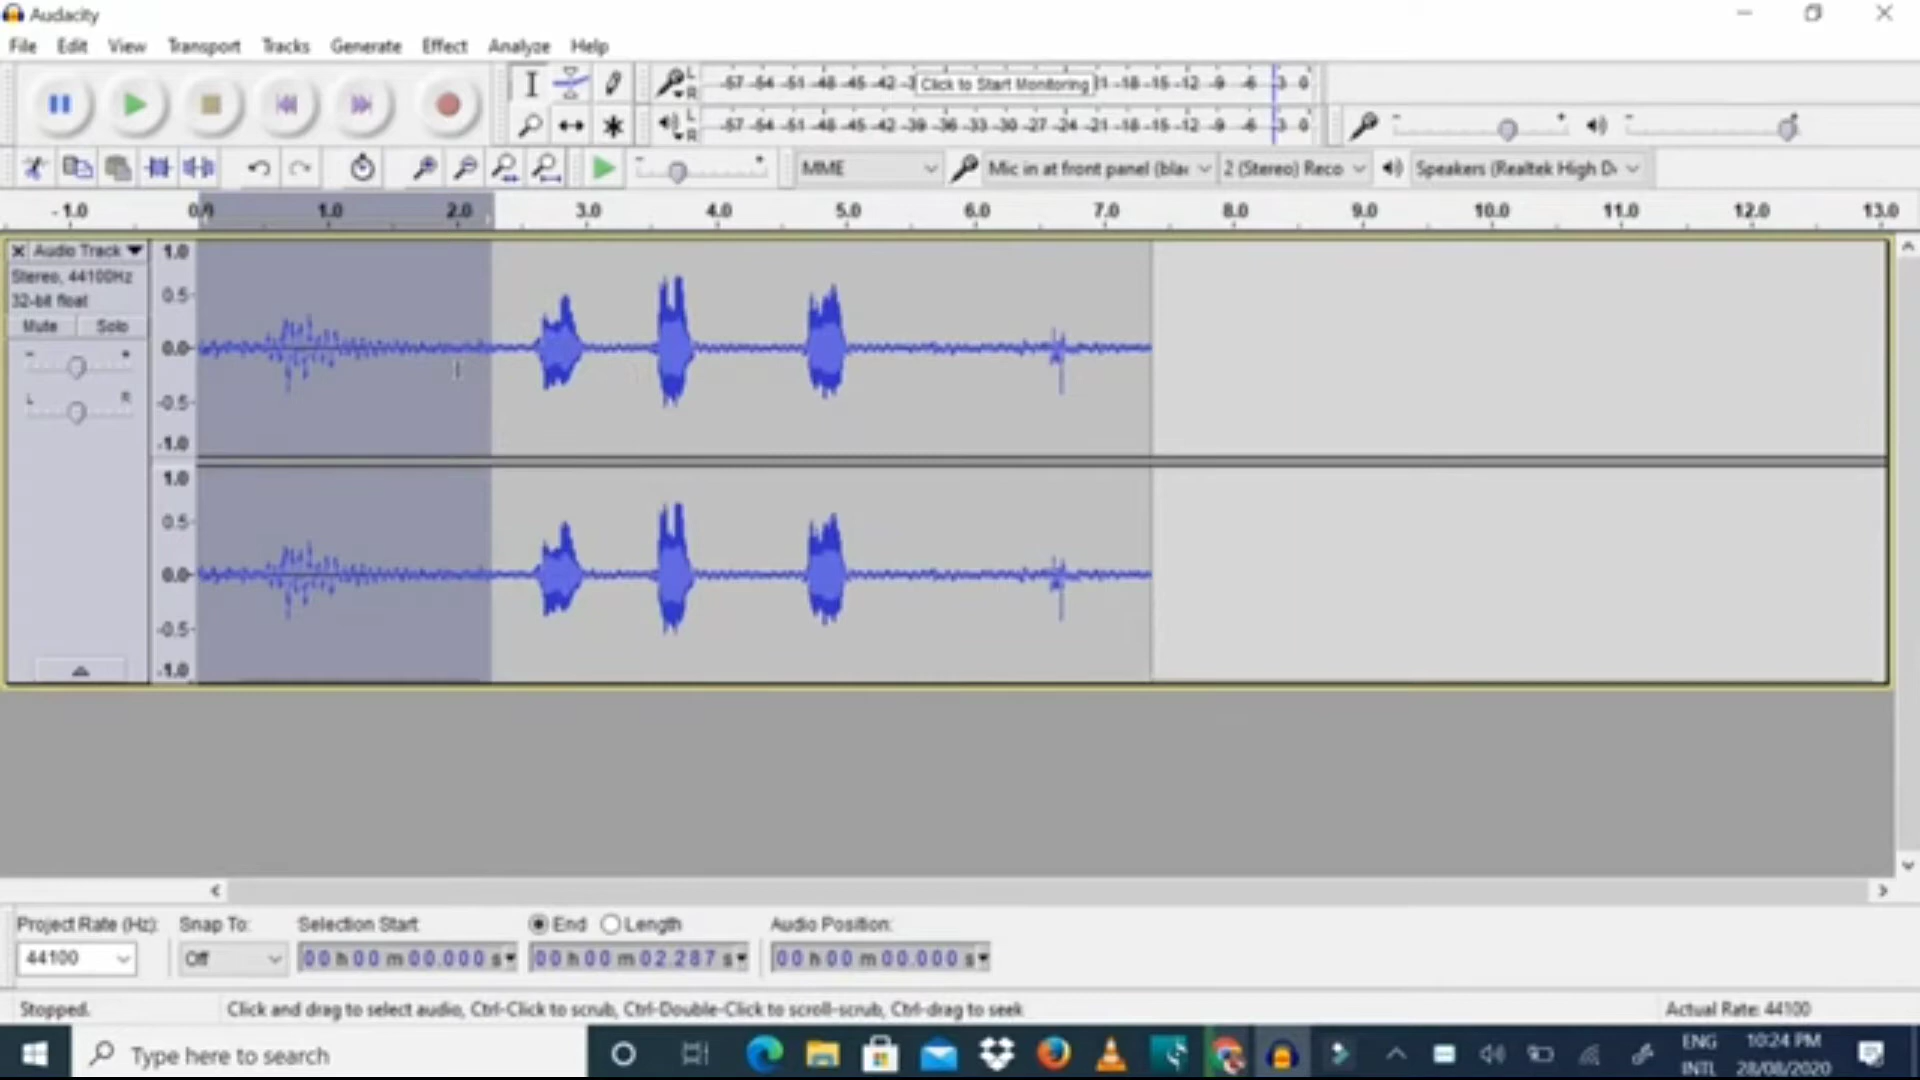 Audacity
File Edit View Transport Tracks Generate Effect Analyze Help
L
R
-57 -54 -51 -48 -45 -42 -3 Click to Start Monitoring 1 -18 -15 -12 -9 -6 -3 0
L
R
-57 -54 -51 -48 -45 -42 -39 -36 -33 -30 -27 -24 -21 -18 -15 -12 -9 -6 -3 0
MME Mic in at front panel (blac 2 (Stereo) Reco Speakers (Realtek High De
-1.0 0.0 1.0 2.0 3.0 4.0 5.0 6.0 7.0 8.0 9.0 10.0 11.0 12.0 13.0
Audio Track
Stereo, 44100Hz
32-bit float
Mute Solo
L R
1.0
0.5
0.0
-0.5
-1.0
1.0
0.5
0.0
-0.5
-1.0
Project Rate (Hz): Snap To: Selection Start: End Length Audio Position:
44100 Off 00 h 00 m 00.000 s 00 h 00 m 02.287 s 00 h 00 m 00.000 s
Stopped. Click and drag to select audio, Ctrl-Click to scrub, Ctrl-Double-Click to scroll-scrub, Ctrl-drag to seek Actual Rate: 44100
Type here to search
ENG 10:24 PM
INTL 28/08/2020